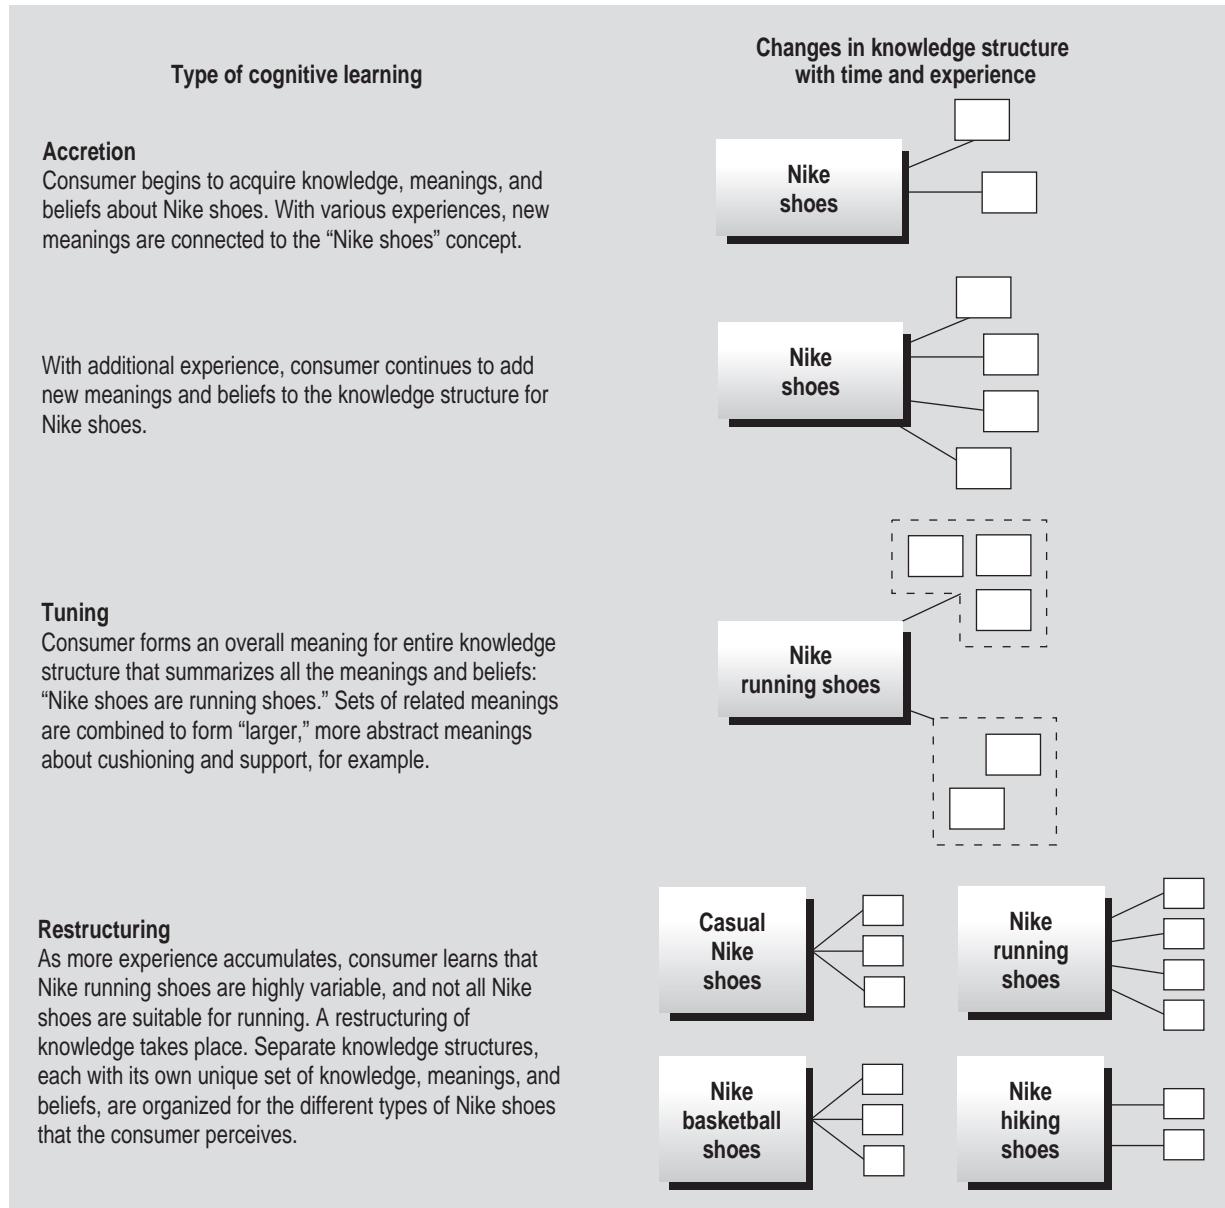 Type of cognitive learning
Changes in knowledge structure
with time and experience
Accretion
Consumer begins to acquire knowledge, meanings, and
beliefs about Nike shoes. With various experiences, new
meanings are connected to the “Nike shoes” concept.
Nike
shoes
With additional experience, consumer continues to add
new meanings and beliefs to the knowledge structure for
Nike shoes.
Nike
shoes
Tuning
Consumer forms an overall meaning for entire knowledge
structure that summarizes all the meanings and beliefs:
“Nike shoes are running shoes.” Sets of related meanings
are combined to form “larger,” more abstract meanings
about cushioning and support, for example.
Nike
running shoes
Restructuring
As more experience accumulates, consumer learns that
Nike running shoes are highly variable, and not all Nike
shoes are suitable for running. A restructuring of
knowledge takes place. Separate knowledge structures,
each with its own unique set of knowledge, meanings, and
beliefs, are organized for the different types of Nike shoes
that the consumer perceives.
Casual
Nike
shoes
Nike
running
shoes
Nike
basketball
shoes
Nike
hiking
shoes